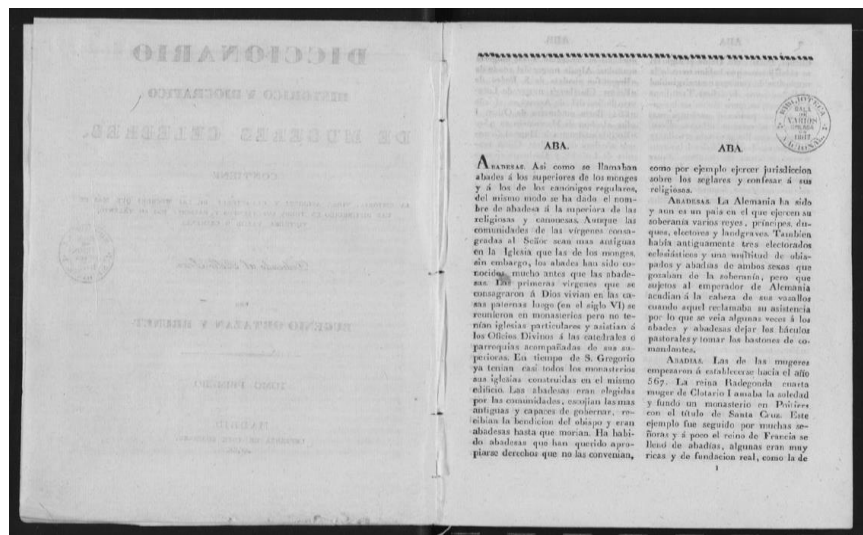 ABA.
ABADESAS. Asi como se llamaban
abades á los superiores de los monges
y á los de los canónigos regulares,
del mismo modo se ha dado el nom-
bre de abadesa á la superiora de las
religiosas y canonesas. Aunque las
comunidades de las vírgenes consa-
gradas al Señor sean mas antiguas
en la Iglesia que las de los monges,
sin embargo, los abades han sido co-
nocidos mucho antes que las abade-
sas. Las primeras vírgenes que se
consagraron á Dios vivian en las ca-
sas paternas luego (en el siglo VI) se
reunieron en monasterios pero no te-
nían iglesias particulares y asistian á
los Oficios Divinos á las catedrales ó
parroquias acompañadas de sus su-
perioras. En tiempo de S. Gregorio
ya tenian casi todos los monasterios
sus iglesias construidas en el mismo
edificio. Las abadesas eran elegidas
por las comunidades, escojian las mas
antiguas y capaces de gobernar, re-
cibian la bendicion del obispo y eran
abadesas hasta que morian. Ha habi-
do abadesas que han querido apro-
piarse derechos que no las convenian,
ABA.
como por ejemplo ejercer jurisdiccion
sobre los seglares y confesar á sus
religiosas.
ABADESAS. La Alemania ha sido
y aun es un pais en el que ejercen su
soberanía varios reyes, príncipes, du-
ques, electores y landgraves. Tambien
habia antiguamente tres electorados
eclesiásticos y una multitud de obis-
pados y abadias de ambos sexos que
gozaban de la soberanía, pero que
sujetos al emperador de Alemania
acudian á la cabeza de sus vasallos
cuando aquel reclamaba su asistencia
por lo que se veia algunas veces á los
abades y abadesas dejar los báculos
pastorales y tomar los bastones de co-
mandantes.
ABADIAS. Las de las mugeres
empezaron á establecerse hácia el año
567. La reina Radegonda cuarta
muger de Clotario I amaba la soledad
y fundó un monasterio en Poitiers
con el título de Santa Cruz. Este
ejemplo fue seguido por muchas se-
ñoras y á poco el reino de Francia se
llenó de abadías, algunas eran muy
ricas y de fundacion real, como la de
1
BIBLIOTECA
NACIONAL
VARIOS